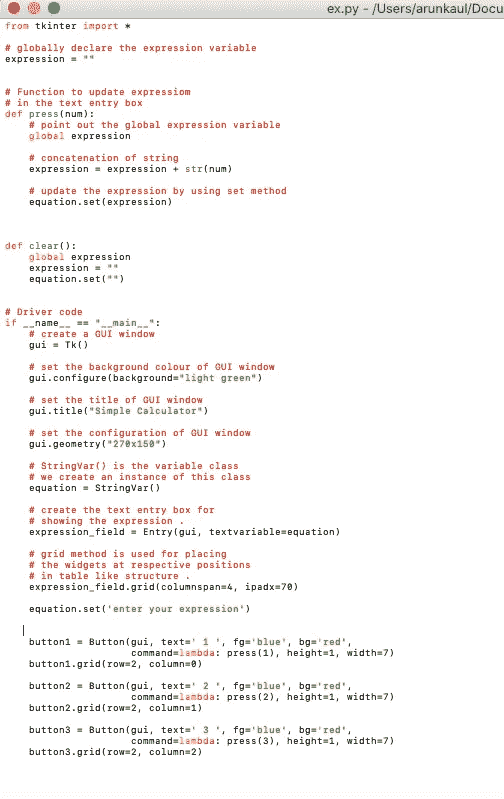 ex.py - /Users/arunkaul/Docu
from tkinter import *
# globally declare the expression variable
expression = ""
# Function to update expressiom
# in the text entry box
def press(num):
    # point out the global expression variable
    global expression
    # concatenation of string
    expression = expression + str(num)
    # update the expression by using set method
    equation.set(expression)
def clear():
    global expression
    expression = ""
    equation.set("")
# Driver code
if __name__ == "__main__":
    # create a GUI window
    gui = Tk()
    # set the background colour of GUI window
    gui.configure(background="light green")
    # set the title of GUI window
    gui.title("Simple Calculator")
    # set the configuration of GUI window
    gui.geometry("270x150")
    # StringVar() is the variable class
    # we create an instance of this class
    equation = StringVar()
    # create the text entry box for
    # showing the expression .
    expression_field = Entry(gui, textvariable=equation)
    # grid method is used for placing
    # the widgets at respective positions
    # in table like structure .
    expression_field.grid(columnspan=4, ipadx=70)
    equation.set('enter your expression')
    button1 = Button(gui, text=' 1 ', fg='blue', bg='red',
                     command=lambda: press(1), height=1, width=7)
    button1.grid(row=2, column=0)
    button2 = Button(gui, text=' 2 ', fg='blue', bg='red',
                     command=lambda: press(2), height=1, width=7)
    button2.grid(row=2, column=1)
    button3 = Button(gui, text=' 3 ', fg='blue', bg='red',
                     command=lambda: press(3), height=1, width=7)
    button3.grid(row=2, column=2)